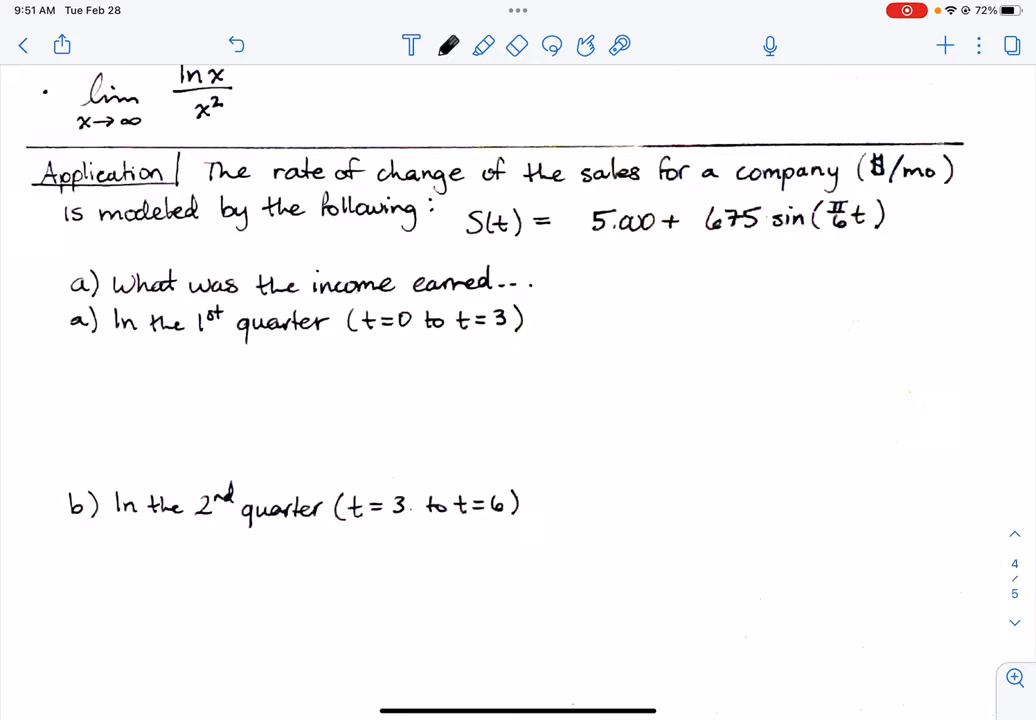 9:51 AM Tue Feb 28
72%
T
• lim x→∞ ln x / x²
Application | The rate of change of the sales for a company ($/mo)
is modeled by the following: S(t) = 5.000 + 675 sin(π/6 t)
a) What was the income earned...
a) In the 1st quarter (t=0 to t=3)
b) In the 2nd quarter (t=3. to t=6)
4
/
5